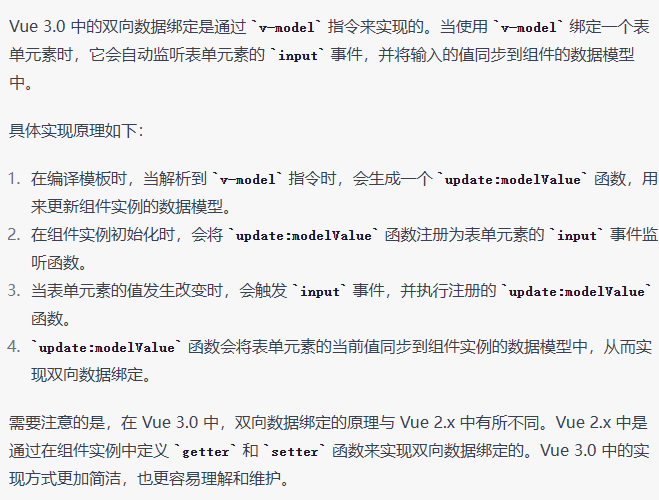 Vue 3.0 中的双向数据绑定是通过 `v-model` 指令来实现的。当使用 `v-model` 绑定一个表
单元素时，它会自动监听表单元素的 `input` 事件，并将输入的值同步到组件的数据模型
中。
具体实现原理如下：
1. 在编译模板时，当解析到 `v-model` 指令时，会生成一个 `update:modelValue` 函数，用
来更新组件实例的数据模型。
2. 在组件实例初始化时，会将 `update:modelValue` 函数注册为表单元素的 `input` 事件监
听函数。
3. 当表单元素的值发生改变时，会触发 `input` 事件，并执行注册的 `update:modelValue`
函数。
4. `update:modelValue` 函数会将表单元素的当前值同步到组件实例的数据模型中，从而实
现双向数据绑定。
需要注意的是，在 Vue 3.0 中，双向数据绑定的原理与 Vue 2.x 中有所不同。Vue 2.x 中是
通过在组件实例中定义 `getter` 和 `setter` 函数来实现双向数据绑定的。Vue 3.0 中的实
现方式更加简洁，也更容易理解和维护。